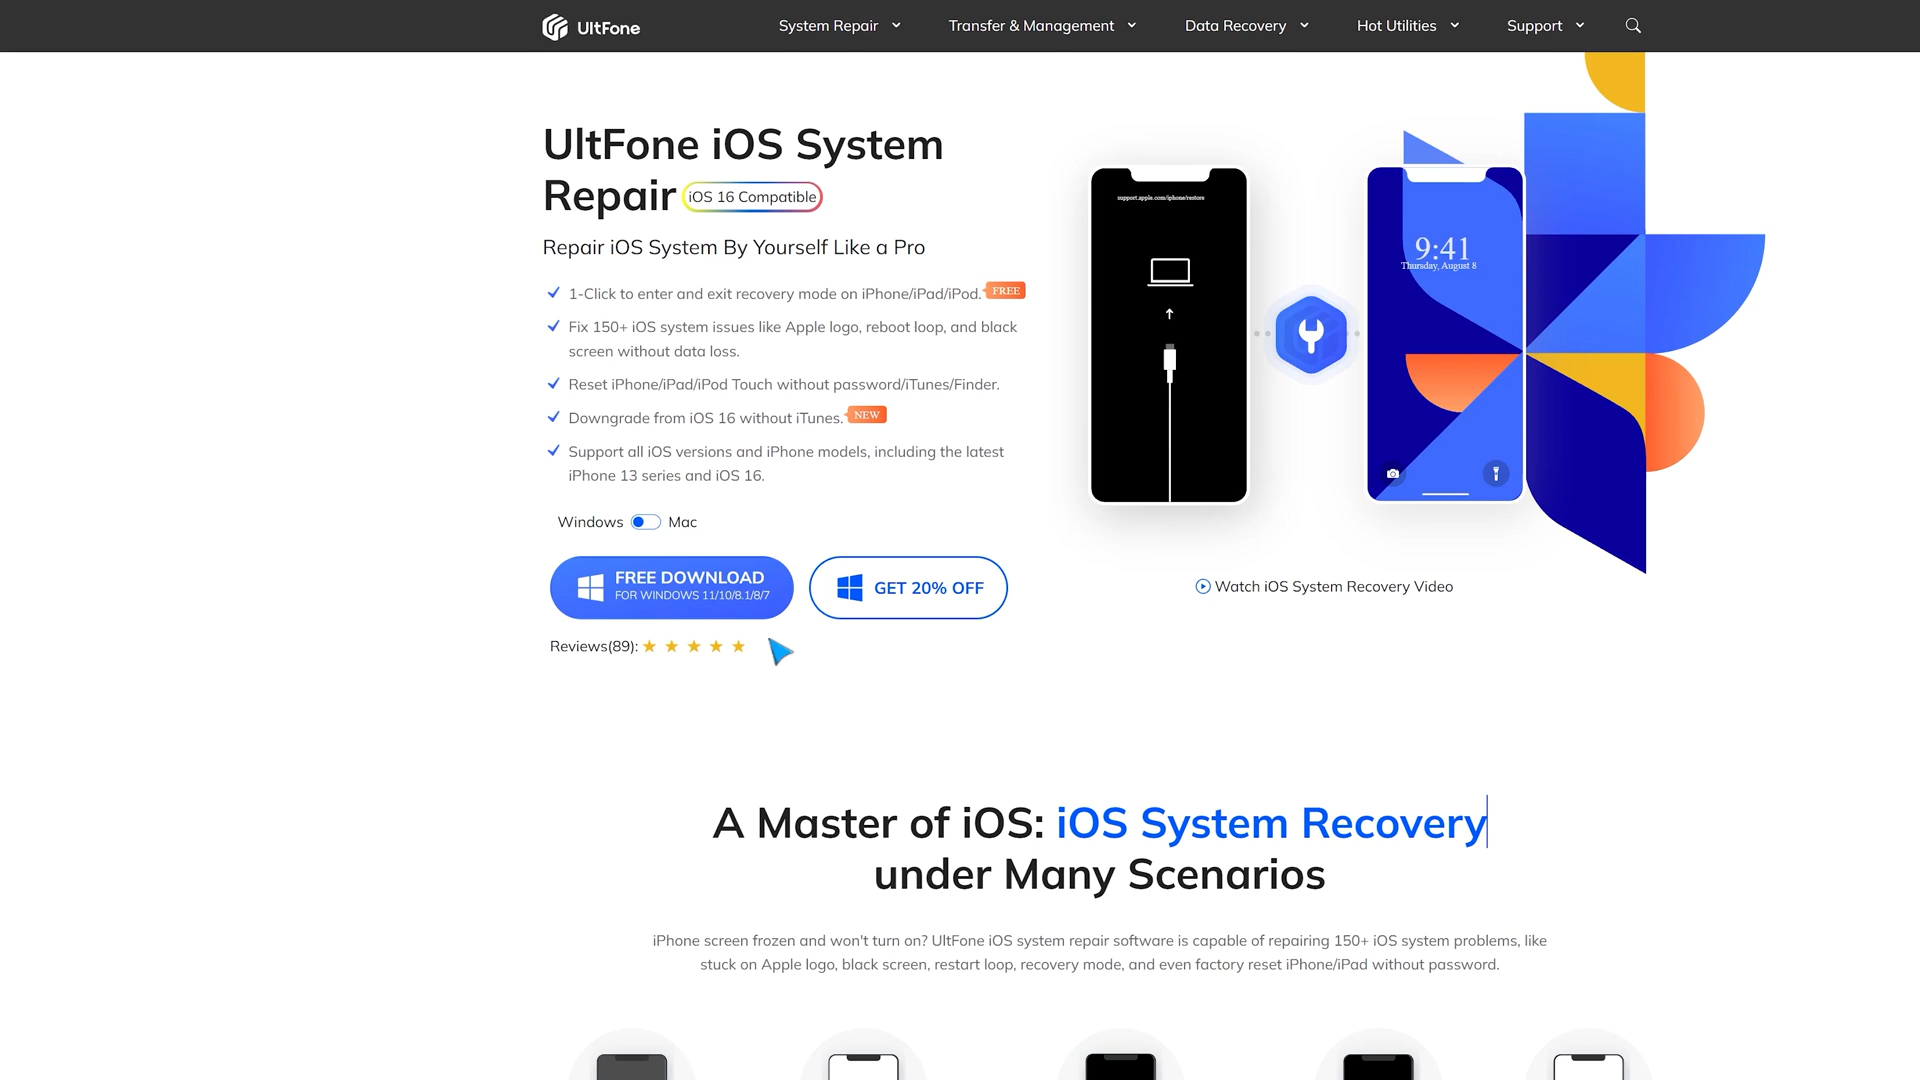 UltFone
System Repair
Transfer & Management
Data Recovery
Hot Utilities
Support
UltFone iOS System
Repair
iOS 16 Compatible
Repair iOS System By Yourself Like a Pro
1-Click to enter and exit recovery mode on iPhone/iPad/iPod. FREE
Fix 150+ iOS system issues like Apple logo, reboot loop, and black
screen without data loss.
Reset iPhone/iPad/iPod Touch without password/iTunes/Finder.
Downgrade from iOS 16 without iTunes. NEW
Support all iOS versions and iPhone models, including the latest
iPhone 13 series and iOS 16.
Windows Mac
FREE DOWNLOAD
FOR WINDOWS 11/10/8.1/8/7
GET 20% OFF
Reviews(89):
support.apple.com/iphone/restore
9:41
Thursday, August 8
Watch iOS System Recovery Video
A Master of iOS: iOS System Recovery
under Many Scenarios
iPhone screen frozen and won't turn on? UltFone iOS system repair software is capable of repairing 150+ iOS system problems, like
stuck on Apple logo, black screen, restart loop, recovery mode, and even factory reset iPhone/iPad without password.